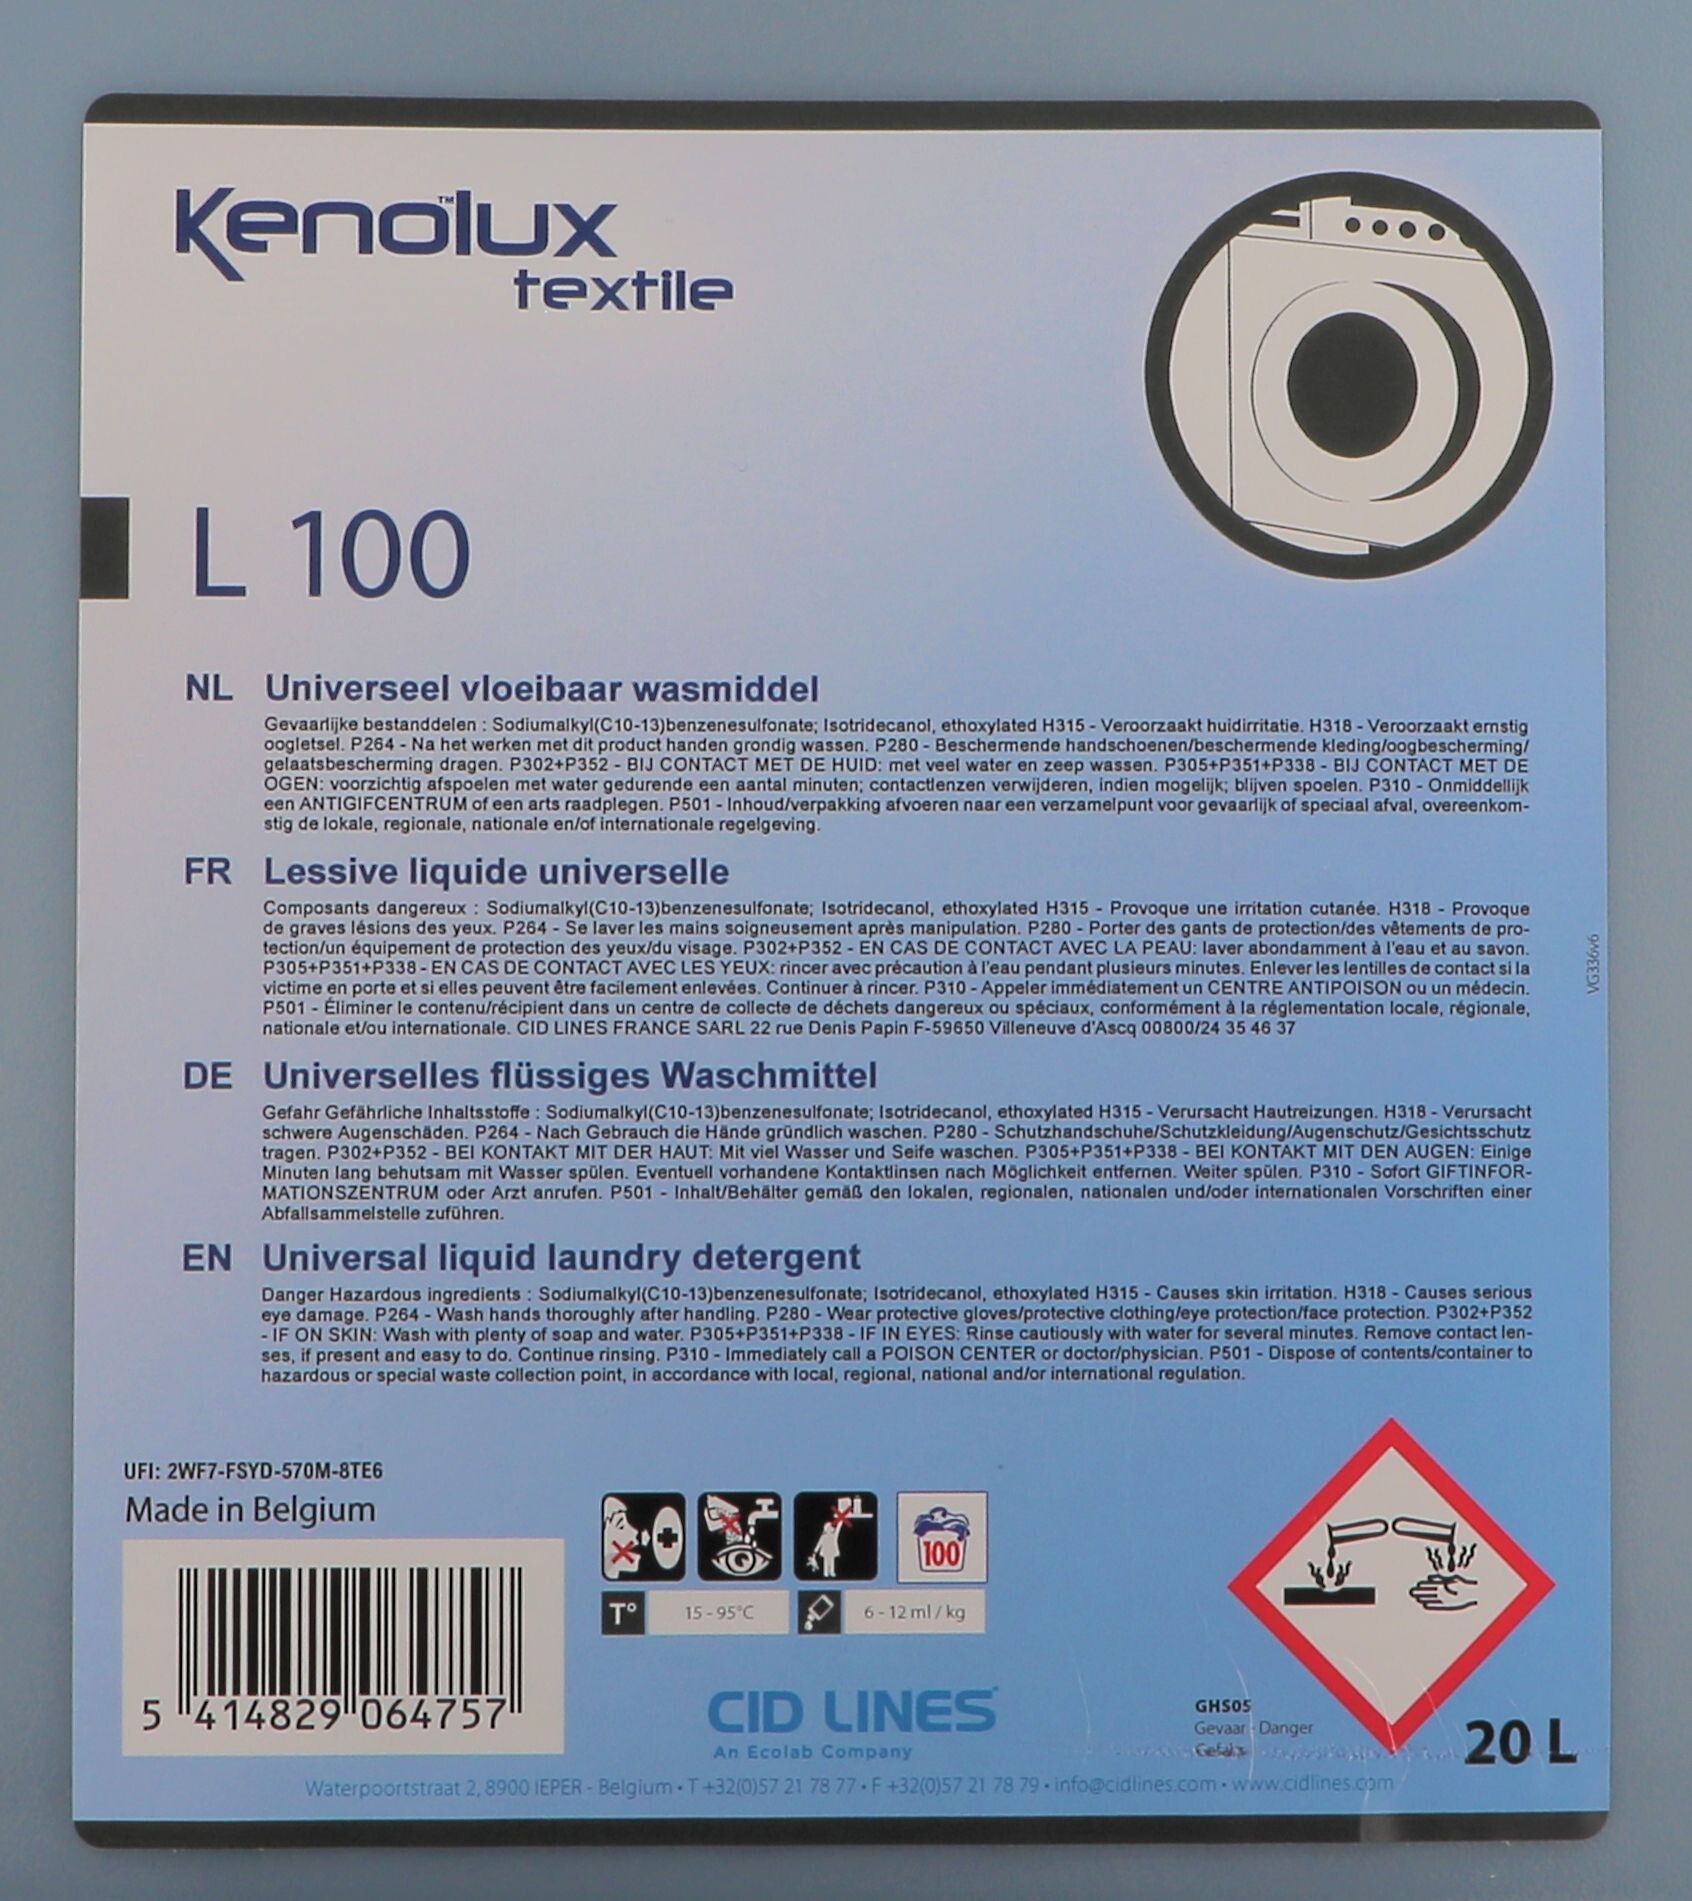 Kenolux™
textile
L 100
NL Universeel vloeibaar wasmiddel
Gevaarlijke bestanddelen : Sodiumalkyl(C10-13)benzenesulfonate; Isotridecanol, ethoxylated H315 - Veroorzaakt huidirritatie. H318 - Veroorzaakt ernstig
oogletsel. P264 - Na het werken met dit product handen grondig wassen. P280 - Beschermende handschoenen/beschermende kleding/oogbescherming/
gelaatsbescherming dragen. P302+P352 - BIJ CONTACT MET DE HUID: met veel water en zeep wassen. P305+P351+P338 - BIJ CONTACT MET DE
OGEN: voorzichtig afspoelen met water gedurende een aantal minuten; contactlenzen verwijderen, indien mogelijk; blijven spoelen. P310 - Onmiddellijk
een ANTIGIFCENTRUM of een arts raadplegen. P501 - Inhoud/verpakking afvoeren naar een verzamelpunt voor gevaarlijk of speciaal afval, overeenkom-
stig de lokale, regionale, nationale en/of internationale regelgeving.
FR Lessive liquide universelle
Composants dangereux : Sodiumalkyl(C10-13)benzenesulfonate; Isotridecanol, ethoxylated H315 - Provoque une irritation cutanée. H318 - Provoque
de graves lésions des yeux. P264 - Se laver les mains soigneusement après manipulation. P280 - Porter des gants de protection/des vêtements de pro-
tection/un équipement de protection des yeux/du visage. P302+P352 - EN CAS DE CONTACT AVEC LA PEAU: laver abondamment à l'eau et au savon.
P305+P351+P338 - EN CAS DE CONTACT AVEC LES YEUX: rincer avec précaution à l'eau pendant plusieurs minutes. Enlever les lentilles de contact si la
victime en porte et si elles peuvent être facilement enlevées. Continuer à rincer. P310 - Appeler immédiatement un CENTRE ANTIPOISON ou un médecin.
P501 - Éliminer le contenu/récipient dans un centre de collecte de déchets dangereux ou spéciaux, conformément à la réglementation locale, régionale,
nationale et/ou internationale. CID LINES FRANCE SARL 22 rue Denis Papin F-59650 Villeneuve d'Ascq 00800/24 35 46 37
VG336v6
DE Universelles flüssiges Waschmittel
Gefahr Gefährliche Inhaltsstoffe : Sodiumalkyl(C10-13)benzenesulfonate; Isotridecanol, ethoxylated H315 - Verursacht Hautreizungen. H318 - Verursacht
schwere Augenschäden. P264 - Nach Gebrauch die Hände gründlich waschen. P280 - Schutzhandschuhe/Schutzkleidung/Augenschutz/Gesichtsschutz
tragen. P302+P352 - BEI KONTAKT MIT DER HAUT: Mit viel Wasser und Seife waschen. P305+P351+P338 - BEI KONTAKT MIT DEN AUGEN: Einige
Minuten lang behutsam mit Wasser spülen. Eventuell vorhandene Kontaktlinsen nach Möglichkeit entfernen. Weiter spülen. P310 - Sofort GIFTINFOR-
MATIONSZENTRUM oder Arzt anrufen. P501 - Inhalt/Behälter gemäß den lokalen, regionalen, nationalen und/oder internationalen Vorschriften einer
Abfallsammelstelle zuführen.
EN Universal liquid laundry detergent
Danger Hazardous ingredients : Sodiumalkyl(C10-13)benzenesulfonate; Isotridecanol, ethoxylated H315 - Causes skin irritation. H318 - Causes serious
eye damage. P264 - Wash hands thoroughly after handling. P280 - Wear protective gloves/protective clothing/eye protection/face protection. P302+P352
- IF ON SKIN: Wash with plenty of soap and water. P305+P351+P338 - IF IN EYES: Rinse cautiously with water for several minutes. Remove contact len-
ses, if present and easy to do. Continue rinsing. P310 - Immediately call a POISON CENTER or doctor/physician. P501 - Dispose of contents/container to
hazardous or special waste collection point, in accordance with local, regional, national and/or international regulation.
UFI: 2WF7-FSYD-570M-8TE6
Made in Belgium
100
T° 15 - 95°C 6 - 12 ml / kg
5 414829 064757
CID LINES
An Ecolab Company
GHS05
Gevaar - Danger
Gefahr
20 L
Waterpoortstraat 2, 8900 IEPER - Belgium • T +32(0)57 21 78 77 • F +32(0)57 21 78 79 • info@cidlines.com • www.cidlines.com